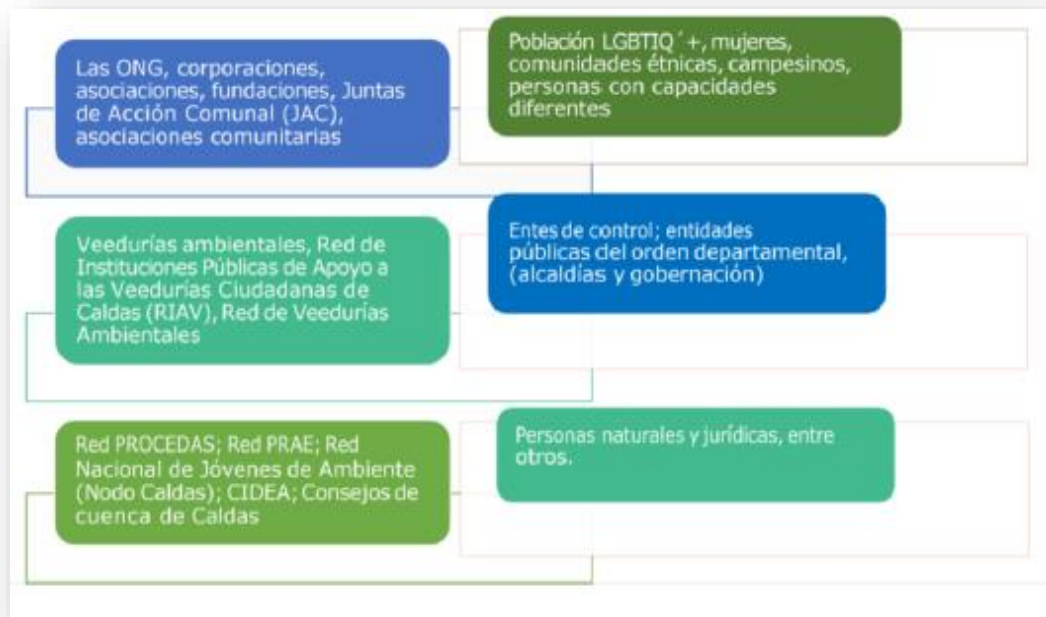 Las ONG, corporaciones,
asociaciones, fundaciones, Juntas
de Acción Comunal (JAC),
asociaciones comunitarias
Población LGBTIQ´+, mujeres,
comunidades étnicas, campesinos,
personas con capacidades
diferentes
Veedurías ambientales, Red de
Instituciones Públicas de Apoyo a
las Veedurías Ciudadanas de
Caldas (RIAV), Red de Veedurías
Ambientales
Entes de control; entidades
públicas del orden departamental,
(alcaldías y gobernación)
Red PROCEDAS; Red PRAE; Red
Nacional de Jóvenes de Ambiente
(Nodo Caldas); CIDEA; Consejos de
cuenca de Caldas
Personas naturales y jurídicas, entre
otros.